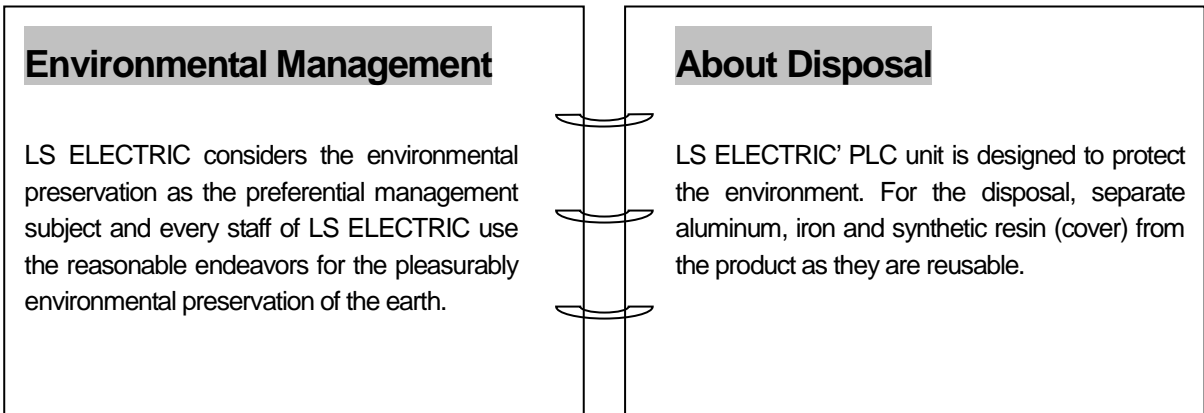 Environmental Management
LS ELECTRIC considers the environmental
preservation as the preferential management
subject and every staff of LS ELECTRIC use
the reasonable endeavors for the pleasurably
environmental preservation of the earth.
About Disposal
LS ELECTRIC’ PLC unit is designed to protect
the environment. For the disposal, separate
aluminum, iron and synthetic resin (cover) from
the product as they are reusable.